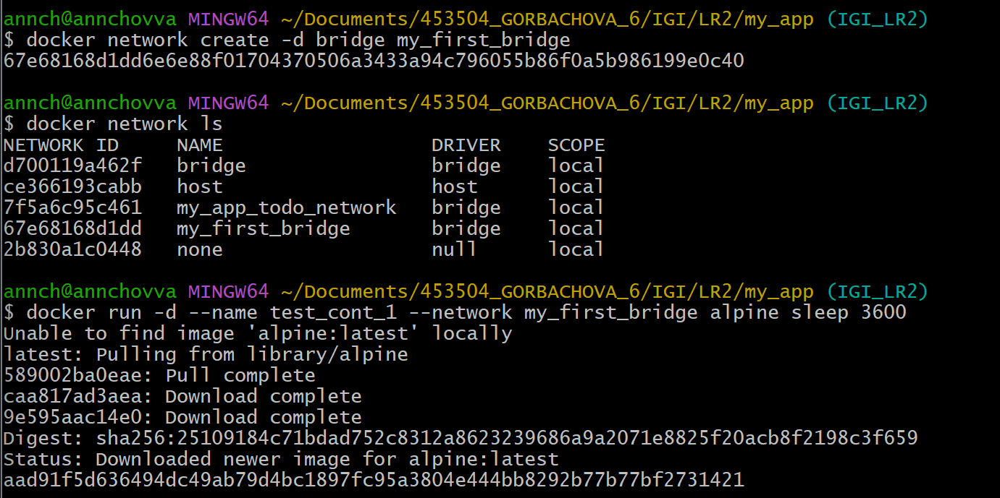 annch@annchovva MINGW64 ~/Documents/453504_GORBACHOVA_6/IGI/LR2/my_app (IGI_LR2)
$ docker network create -d bridge my_first_bridge
67e68168d1dd6e6e88f01704370506a3433a94c796055b86f0a5b986199e0c40
annch@annchovva MINGW64 ~/Documents/453504_GORBACHOVA_6/IGI/LR2/my_app (IGI_LR2)
$ docker network ls
NETWORK ID     NAME                  DRIVER    SCOPE
d700119a462f   bridge                bridge    local
ce366193cabb   host                  host      local
7f5a6c95c461   my_app_todo_network   bridge    local
67e68168d1dd   my_first_bridge       bridge    local
2b830a1c0448   none                  null      local
annch@annchovva MINGW64 ~/Documents/453504_GORBACHOVA_6/IGI/LR2/my_app (IGI_LR2)
$ docker run -d --name test_cont_1 --network my_first_bridge alpine sleep 3600
Unable to find image 'alpine:latest' locally
latest: Pulling from library/alpine
589002ba0eae: Pull complete
caa817ad3aea: Download complete
9e595aac14e0: Download complete
Digest: sha256:25109184c71bdad752c8312a8623239686a9a2071e8825f20acb8f2198c3f659
Status: Downloaded newer image for alpine:latest
aad91f5d636494dc49ab79d4bc1897fc95a3804e444bb8292b77b77bf2731421